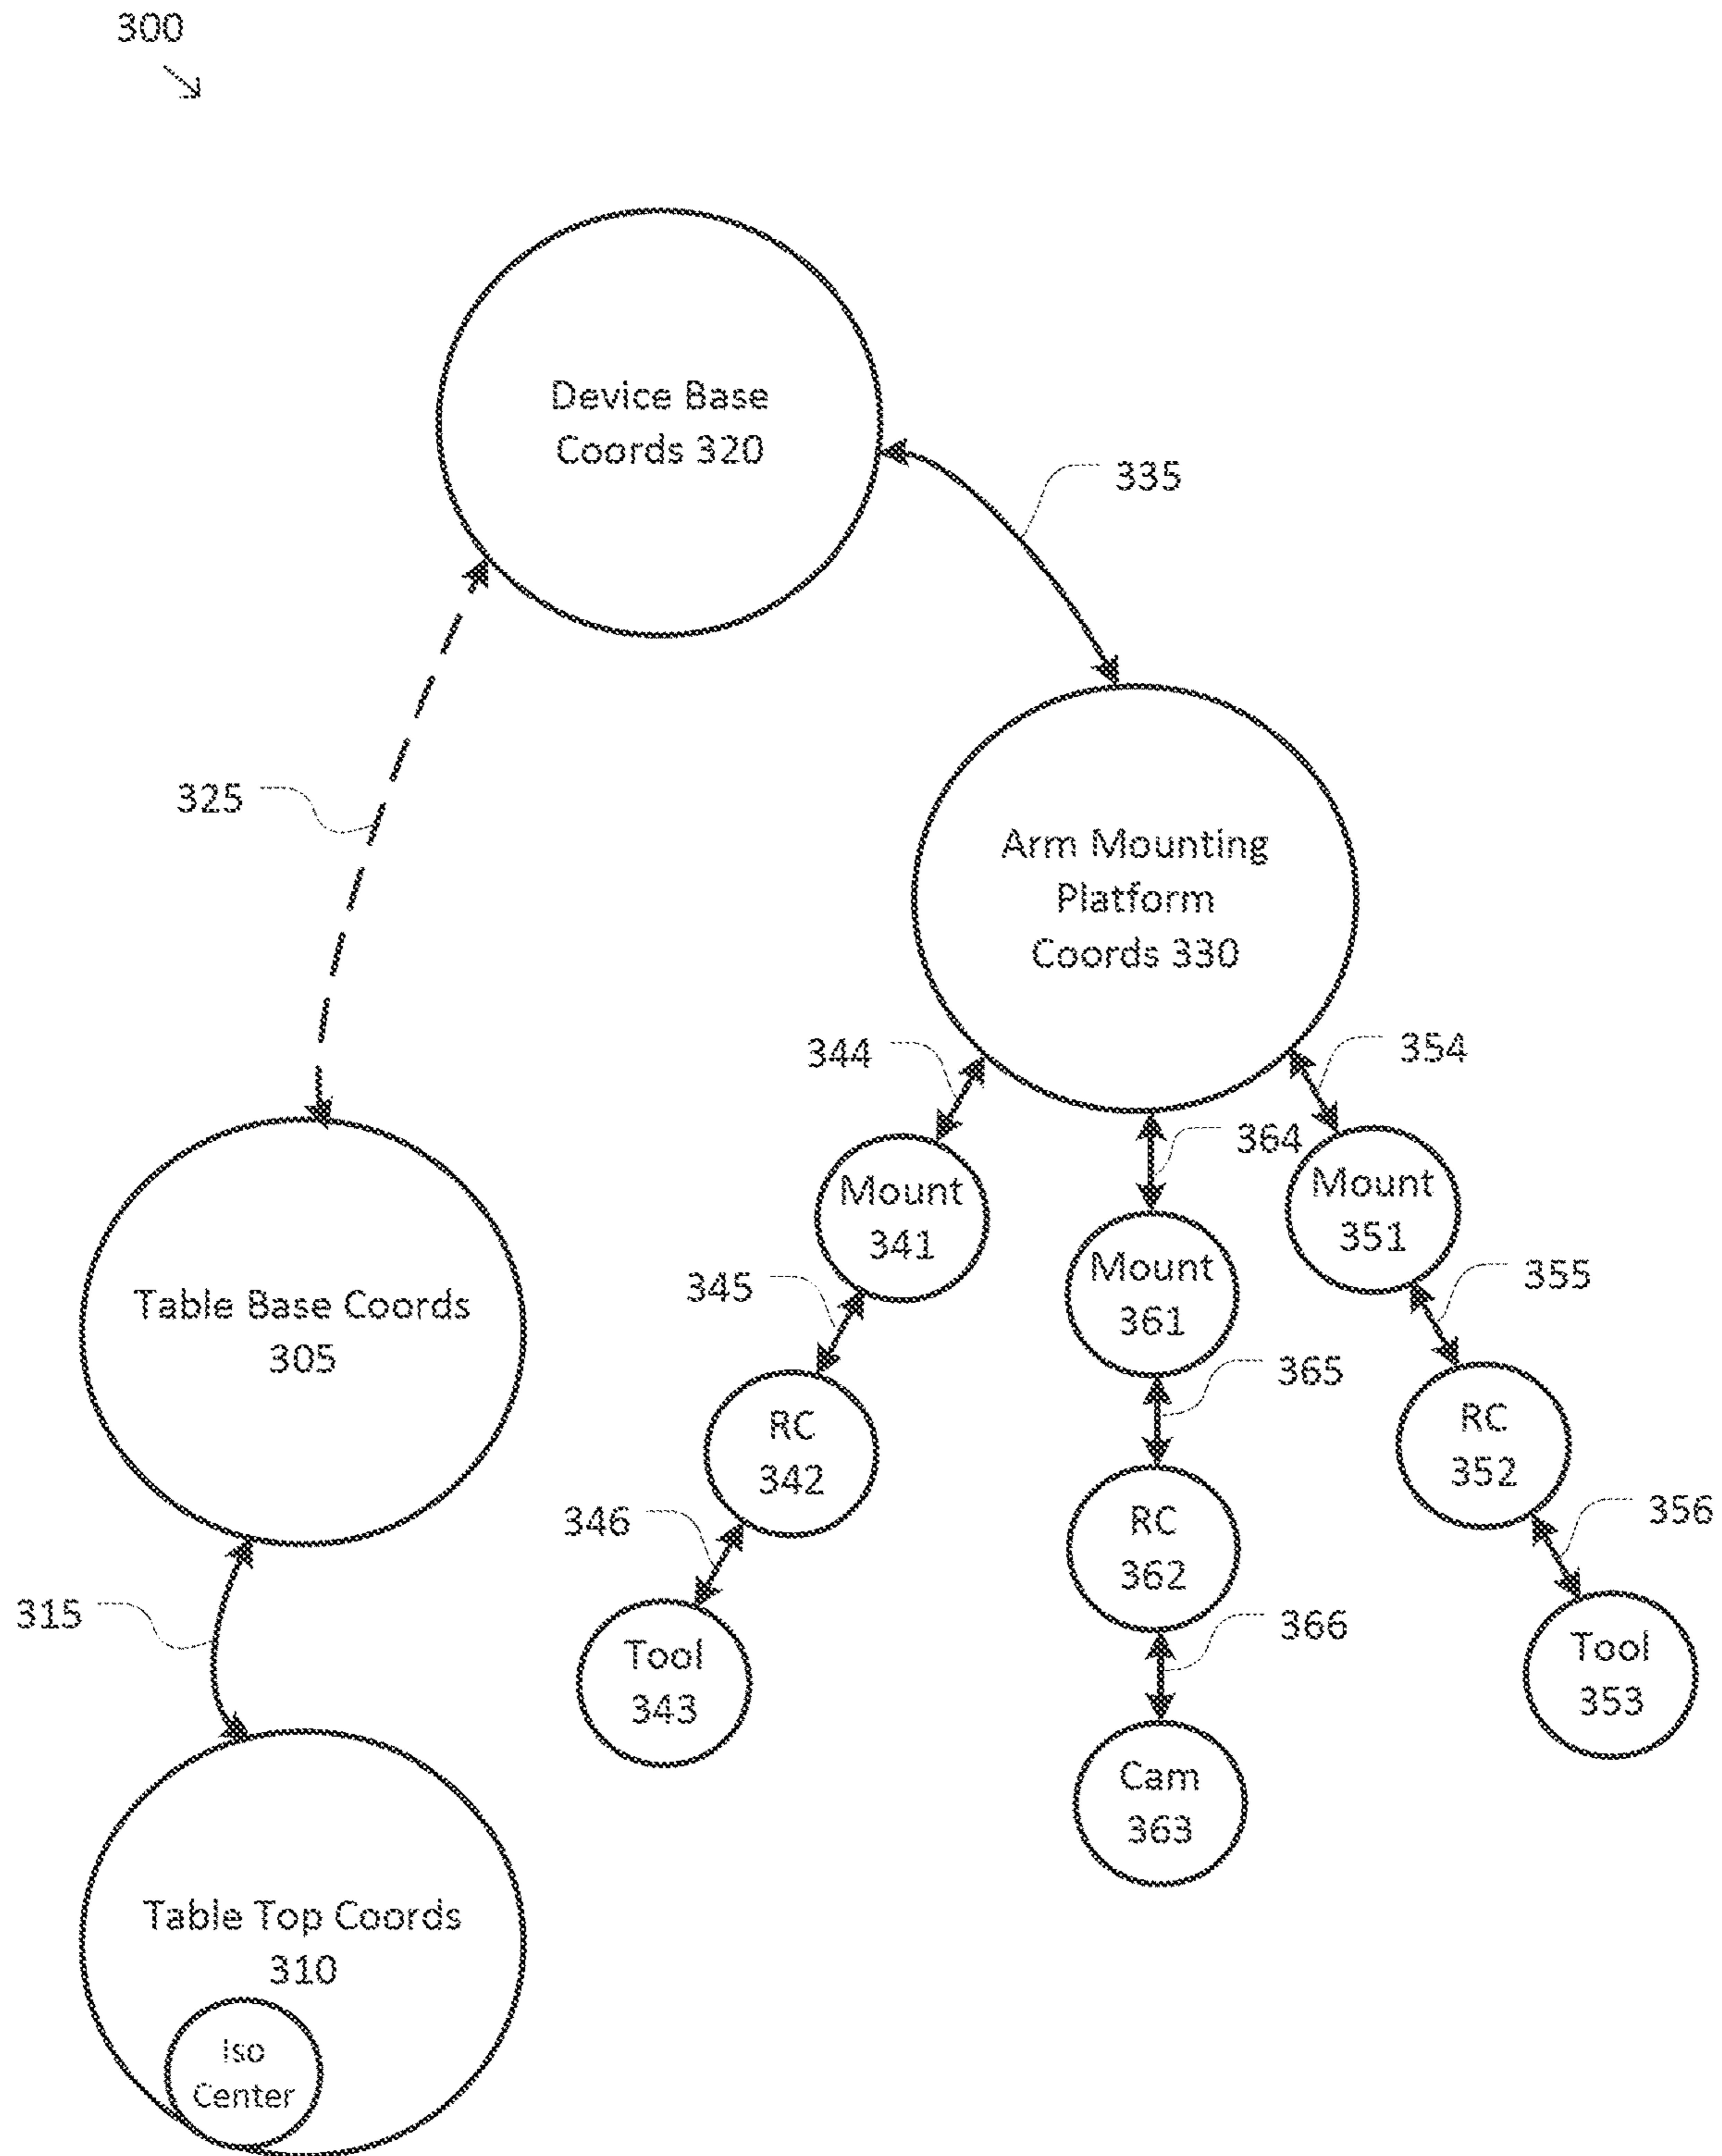 300
Device Base
Coords 320
335
325
Arm Mounting
Platform
Coords 330
344
354
364
Mount
341
Mount
351
Mount
361
345
355
Table Base Coords
305
365
RC
342
RC
352
RC
362
346
356
315
366
Tool
343
Tool
353
Cam
363
Table Top Coords
310
Iso
Center